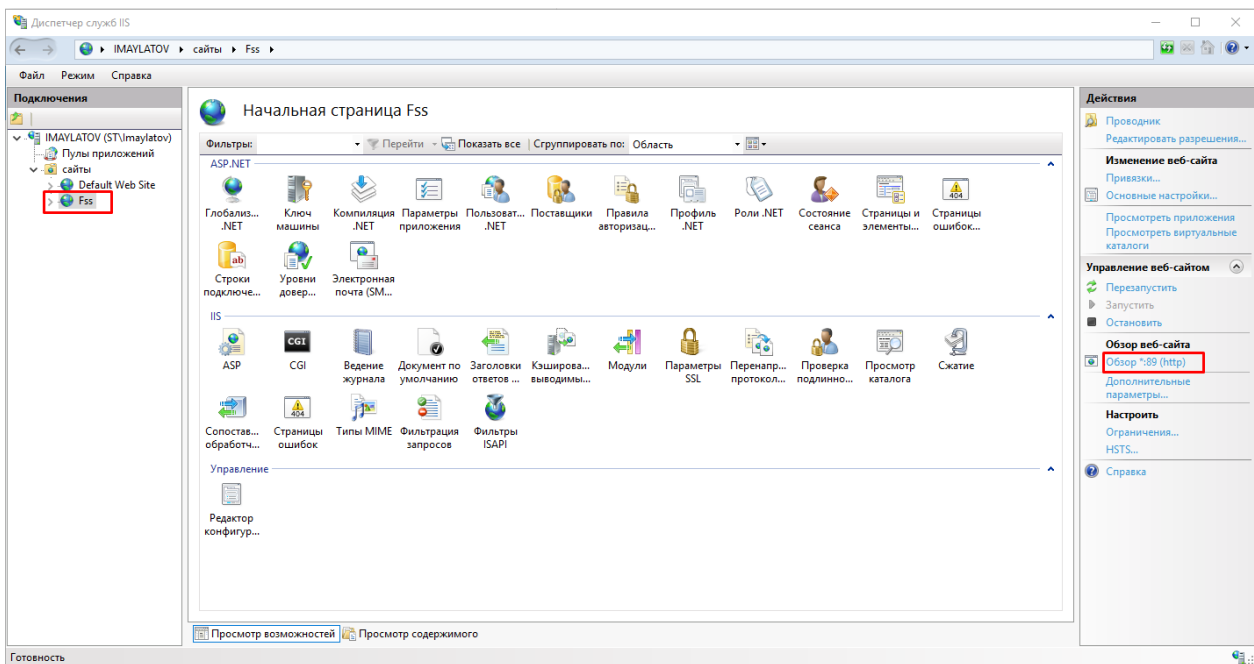 Диспетчер служб IIS
IMAYLATOV сайты Fss
Файл Режим Справка
Подключения
IMAYLATOV (ST\Imaylatov)
Пулы приложений
сайты
Default Web Site
Fss
Начальная страница Fss
Фильтры: Перейти Показать все Сгруппировать по: Область
ASP.NET
Глобализ... Ключ Компиляция Параметры Пользоват... Поставщики Правила Профиль Роли .NET Состояние Страницы и Страницы
.NET машины .NET приложения .NET авторизац... .NET сеанса элементы... ошибок...
Строки Уровни Электронная
подключе... довер... почта (SM...
IIS
ASP CGI Ведение Документ по Заголовки Кэширова... Модули Параметры Перенапр... Проверка Просмотр Сжатие
журнала умолчанию ответов ... выводимы... SSL протокол... подлинно... каталога
Сопостав... Страницы Типы MIME Фильтрация Фильтры
обработч... ошибок запросов ISAPI
Управление
Редактор
конфигур...
Просмотр возможностей Просмотр содержимого
Готовность
Действия
Проводник
Редактировать разрешения...
Изменение веб-сайта
Привязки...
Основные настройки...
Просмотреть приложения
Просмотреть виртуальные
каталоги
Управление веб-сайтом
Перезапустить
Запустить
Остановить
Обзор веб-сайта
Обзор *:89 (http)
Дополнительные
параметры...
Настроить
Ограничения...
HSTS...
Справка